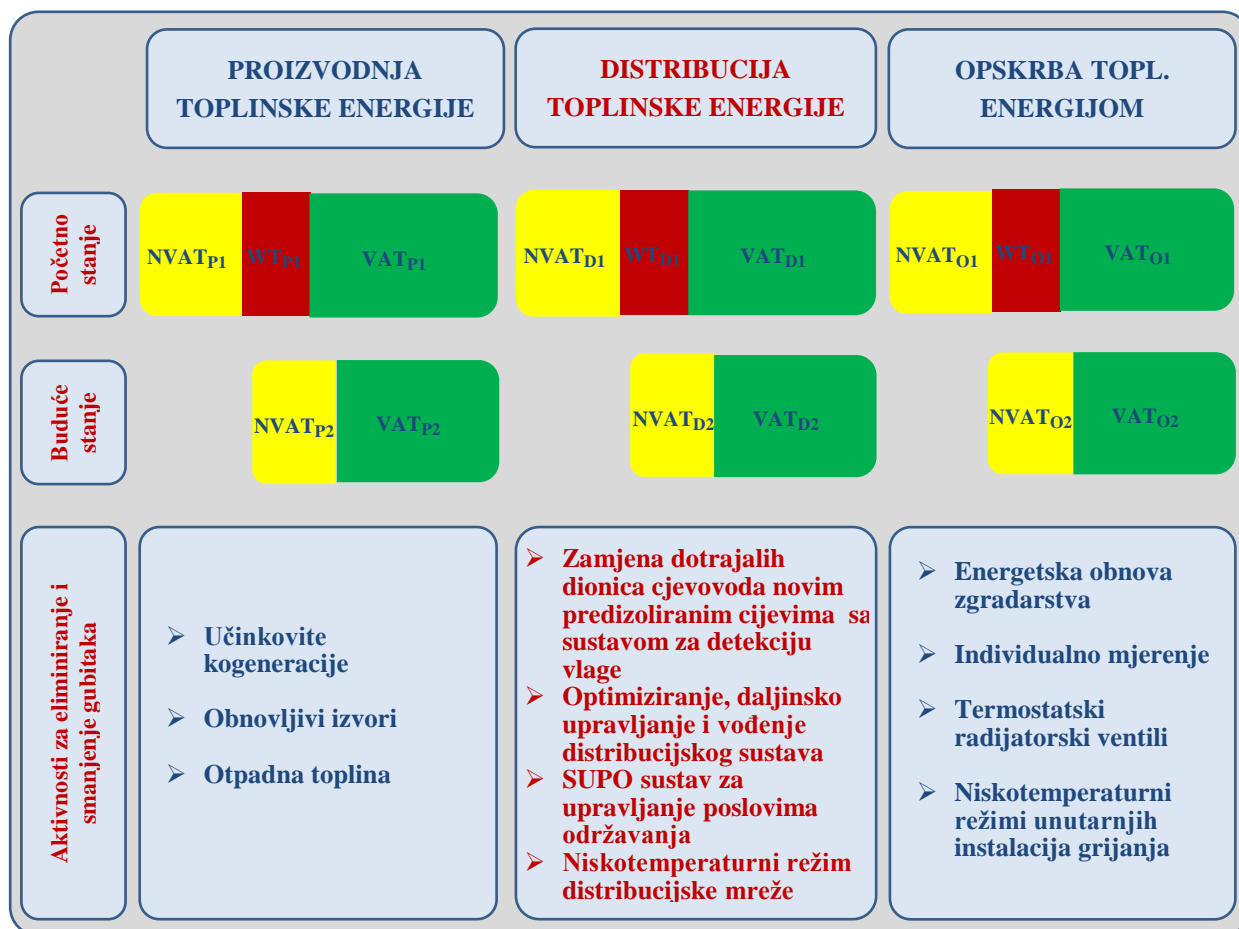 PROIZVODNJA
TOPLINSKE ENERGIJE
DISTRIBUCIJA
TOPLINSKE ENERGIJE
OPSKRBA TOPL.
ENERGIJOM
Početno
stanje
NVATP1 WTP1 VATP1
NVATD1 WTD1 VATD1
NVATO1 WTO1 VATO1
Buduće
stanje
NVATP2 VATP2
NVATD2 VATD2
NVATO2 VATO2
Aktivnosti za eliminiranje i
smanjenje gubitaka
➢ Učinkovite
kogeneracije
➢ Obnovljivi izvori
➢ Otpadna toplina
➢ Zamjena dotrajalih
dionica cjevovoda novim
predizoliranim cijevima sa
sustavom za detekciju
vlage
➢ Optimiziranje, daljinsko
upravljanje i vođenje
distribucijskog sustava
➢ SUPO sustav za
upravljanje poslovima
održavanja
➢ Niskotemperaturni režim
distribucijske mreže
➢ Energetska obnova
zgradarstva
➢ Individualno mjerenje
➢ Termostatski
radijatorski ventili
➢ Niskotemperaturni
režimi unutarnjih
instalacija grijanja